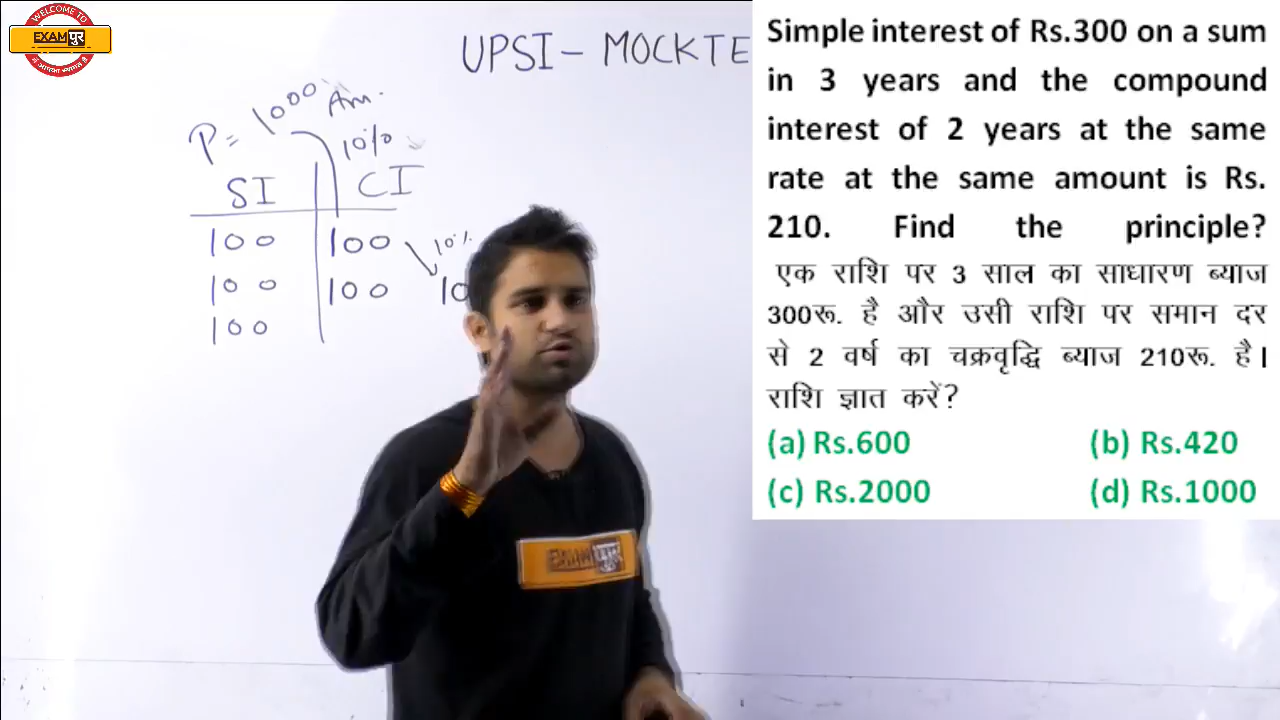 WELCOME TO
EXAMपुर
UPSI - MOCKTE
P = 1000 Am.
10%
SI CI
100 100 10%
100 100 10
100
EXAMपुर
Simple interest of Rs.300 on a sum
in 3 years and the compound
interest of 2 years at the same
rate at the same amount is Rs.
210. Find the principle?
एक राशि पर 3 साल का साधारण ब्याज
300रू. है और उसी राशि पर समान दर
से 2 वर्ष का चक्रवृद्धि ब्याज 210रू. है।
राशि ज्ञात करें?
(a) Rs.600 (b) Rs.420
(c) Rs.2000 (d) Rs.1000